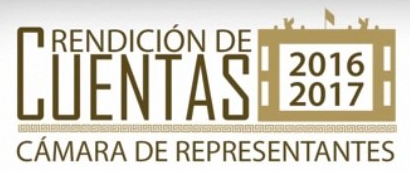 RENDICIÓN DE
CUENTAS
2016
2017
CÁMARA DE REPRESENTANTES